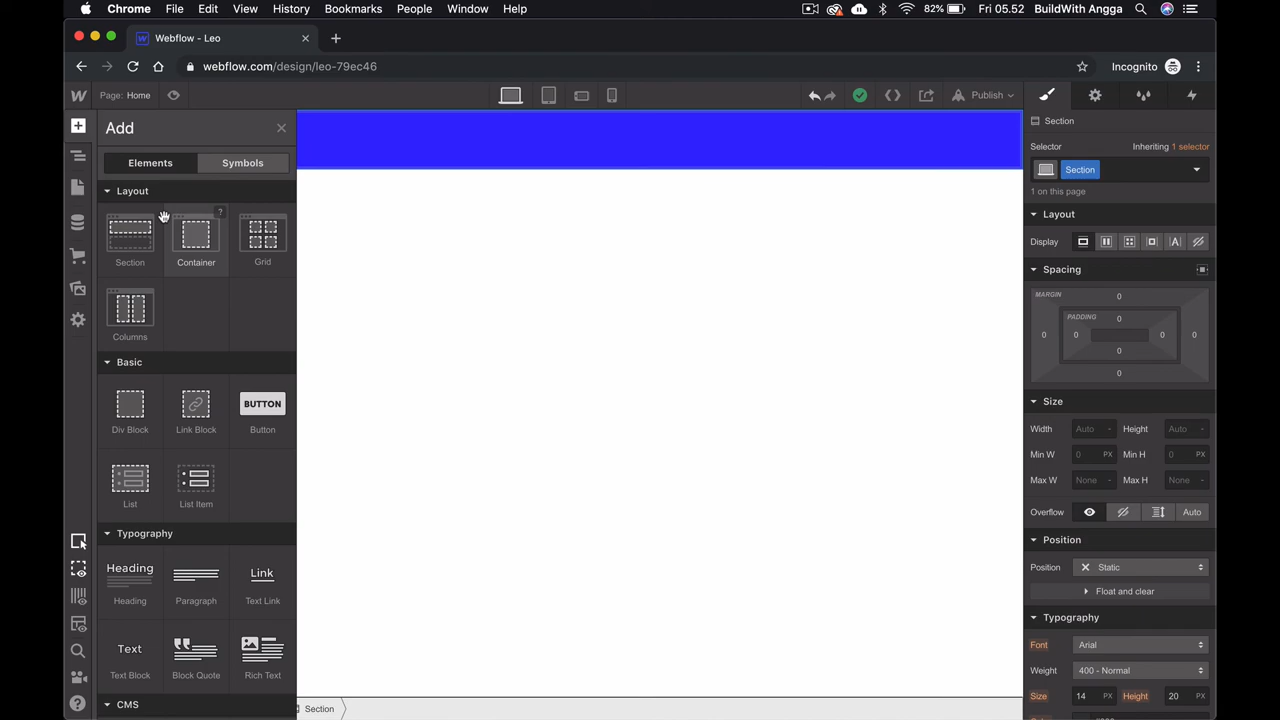 Chrome File Edit View History Bookmarks People Window Help 82% Fri 05.52 BuildWith Angga
Webflow - Leo
webflow.com/design/leo-79ec46 Incognito
Page: Home Publish
Add
Elements Symbols
Layout
?
Section Container Grid
Columns
Basic
BUTTON
Div Block Link Block Button
List List Item
Typography
Heading Link
Heading Paragraph Text Link
Text
Text Block Block Quote Rich Text
CMS
Section
Section
Selector Inheriting 1 selector
Section
1 on this page
Layout
Display
Spacing
MARGIN 0
PADDING 0
0 0 0 0
0
0
Size
Width Auto - Height Auto -
Min W 0 PX Min H 0 PX
Max W None - Max H None -
Overflow Auto
Position
Position Static
Float and clear
Typography
Font Arial
Weight 400 - Normal
Size 14 PX Height 20 PX